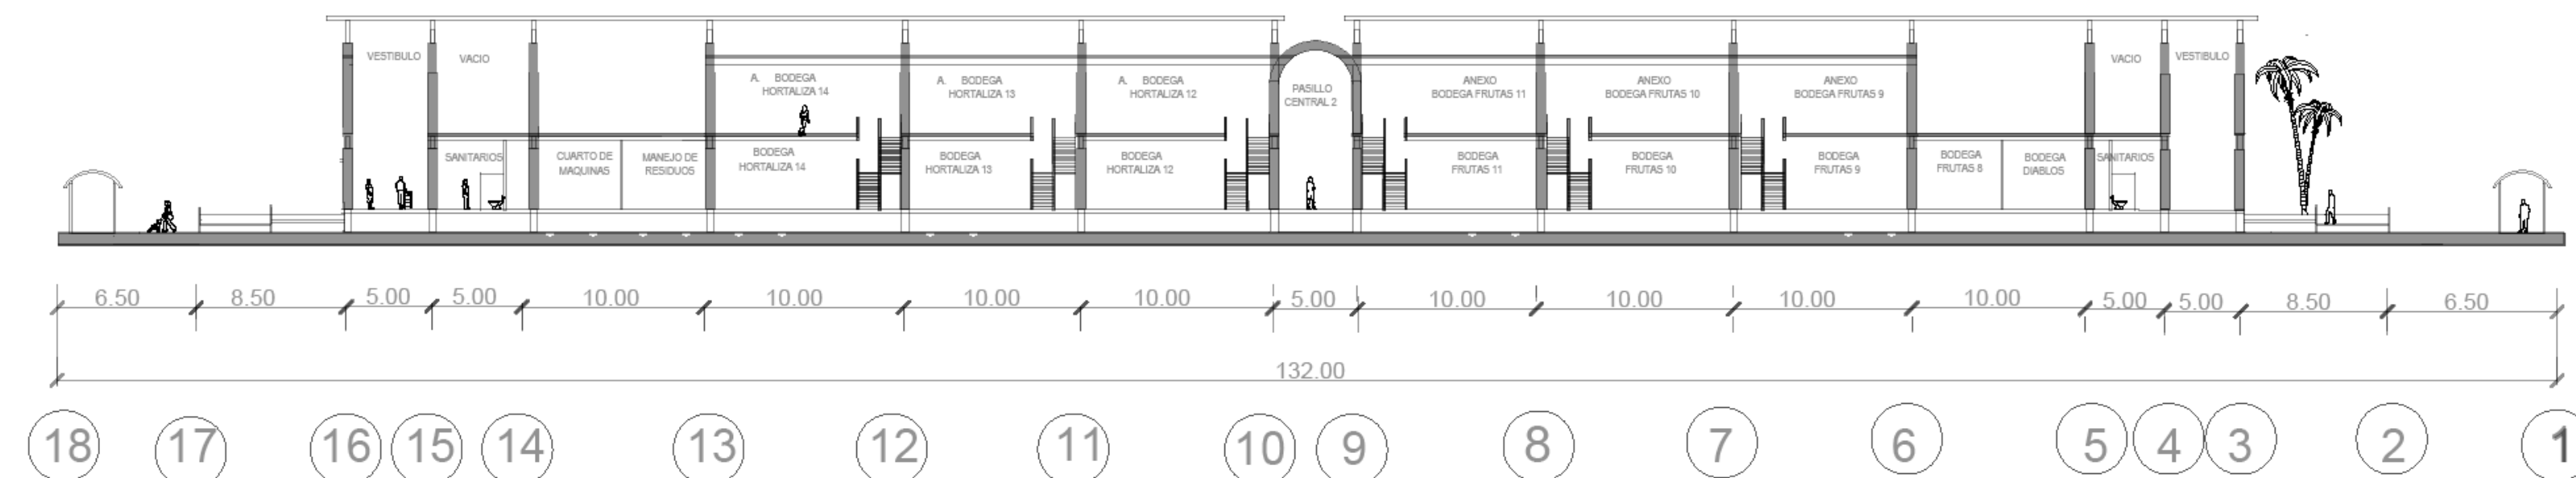 VESTIBULO
VACIO
A. BODEGA
HORTALIZA 14
A. BODEGA
HORTALIZA 13
A. BODEGA
HORTALIZA 12
PASILLO
CENTRAL 2
ANEXO
BODEGA FRUTAS 11
ANEXO
BODEGA FRUTAS 10
ANEXO
BODEGA FRUTAS 9
VACIO
VESTIBULO
SANITARIOS
CUARTO DE
MAQUINAS
MANEJO DE
RESIDUOS
BODEGA
HORTALIZA 14
BODEGA
HORTALIZA 13
BODEGA
HORTALIZA 12
BODEGA
FRUTAS 11
BODEGA
FRUTAS 10
BODEGA
FRUTAS 9
BODEGA
FRUTAS 8
BODEGA
DIABLOS
SANITARIOS
6.50 8.50 5.00 5.00 10.00 10.00 10.00 10.00 5.00 10.00 10.00 10.00 10.00 5.00 5.00 8.50 6.50
132.00
18 17 16 15 14 13 12 11 10 9 8 7 6 5 4 3 2 1